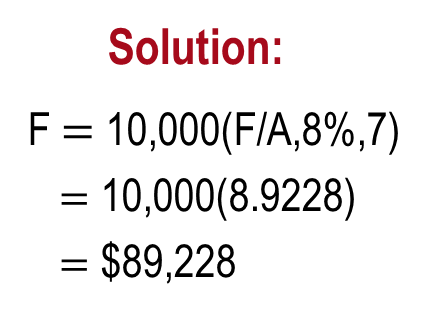 Solution:
F = 10,000(F/A,8%,7)
= 10,000(8.9228)
= $89,228